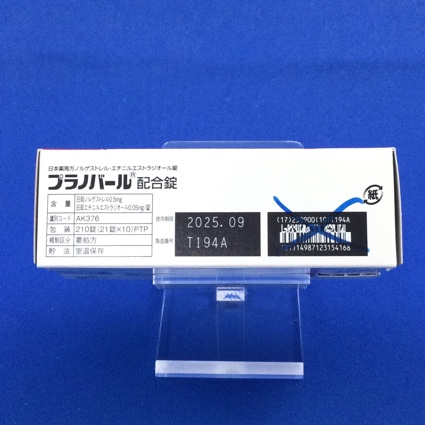 日本薬局方ノルゲストレル・エチニルエストラジオール錠
プラノバール® 配合錠
含量 日局ノルゲストレル0.5mg
日局エチニルエストラジオール0.05mg/錠
識別コード AK376
包装 210錠(21錠×10)PTP
規制区分 要処方
貯法 室温保存
使用期限 2025.09
製造番号 T194A
紙